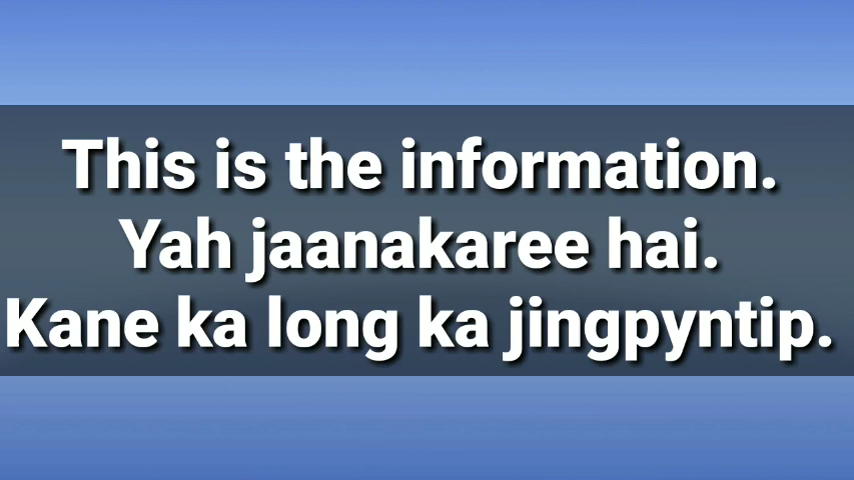 This is the information.
Yah jaanakaree hai.
Kane ka long ka jingpyntip.